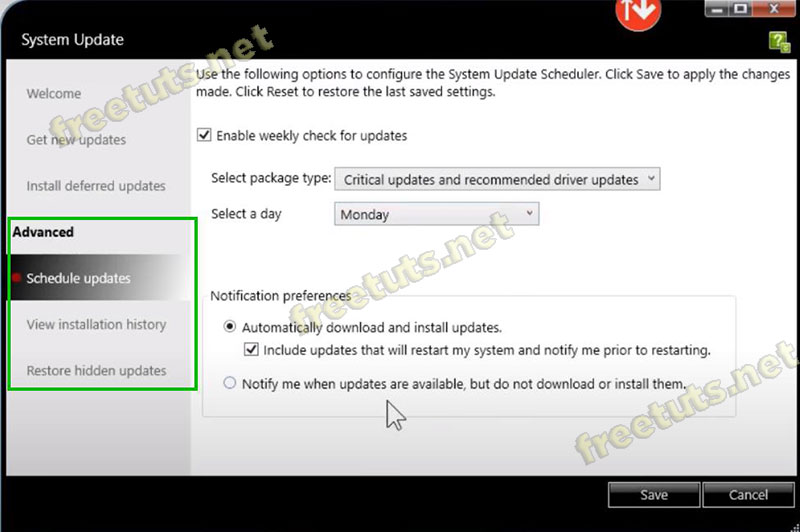 System Update
Welcome
Get new updates
Install deferred updates
Advanced
Schedule updates
View installation history
Restore hidden updates
Use the following options to configure the System Update Scheduler. Click Save to apply the changes
made. Click Reset to restore the last saved settings.
Enable weekly check for updates
Select package type: Critical updates and recommended driver updates
Select a day Monday
Notification preferences
Automatically download and install updates.
Include updates that will restart my system and notify me prior to restarting.
Notify me when updates are available, but do not download or install them.
Save Cancel
freetuts.net
freetuts.net
freetuts.net